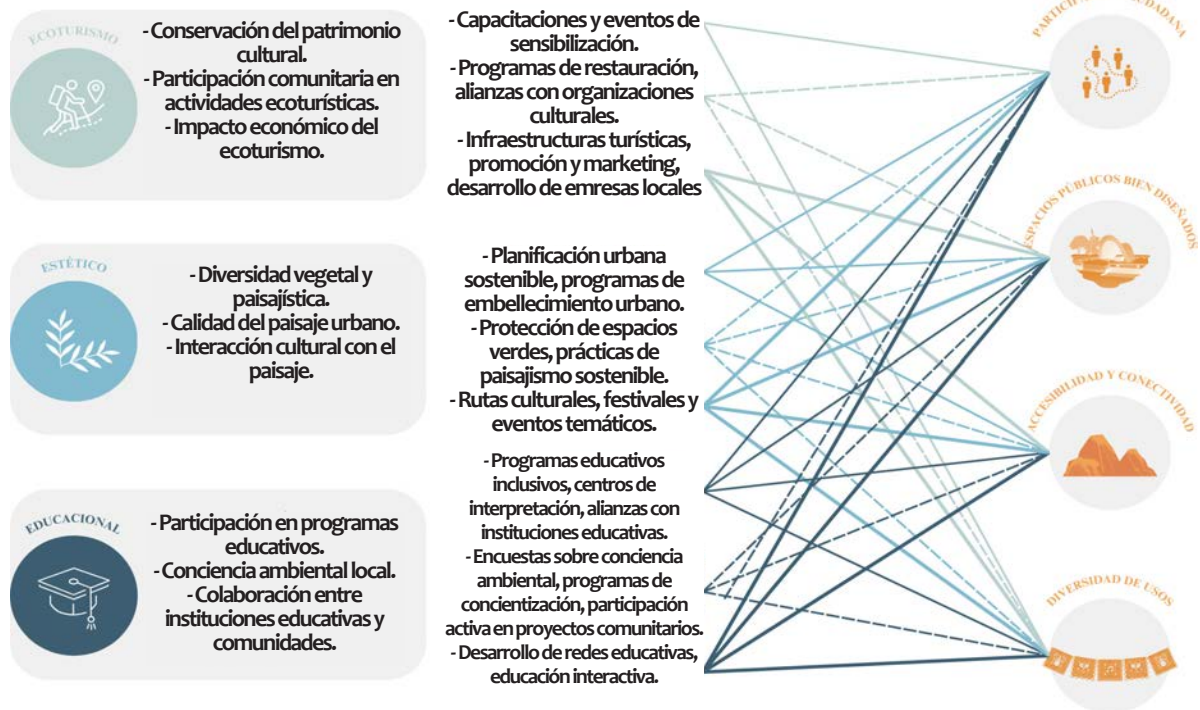 ECOTURISMO
- Conservación del patrimonio
cultural.
- Participación comunitaria en
actividades ecoturísticas.
- Impacto económico del
ecoturismo.
- Capacitaciones y eventos de
sensibilización.
- Programas de restauración,
alianzas con organizaciones
culturales.
- Infraestructuras turísticas,
promoción y marketing,
desarrollo de emresas locales
ESTÉTICO
- Diversidad vegetal y
paisajística.
- Calidad del paisaje urbano.
- Interacción cultural con el
paisaje.
- Planificación urbana
sostenible, programas de
embellecimiento urbano.
- Protección de espacios
verdes, prácticas de
paisajismo sostenible.
- Rutas culturales, festivales y
eventos temáticos.
EDUCACIONAL
- Participación en programas
educativos.
- Conciencia ambiental local.
- Colaboración entre
instituciones educativas y
comunidades.
- Programas educativos
inclusivos, centros de
interpretación, alianzas con
instituciones educativas.
- Encuestas sobre conciencia
ambiental, programas de
concientización, participación
activa en proyectos comunitarios.
- Desarrollo de redes educativas,
educación interactiva.
ESPACIOS PÚBLICOS BIEN DISEÑADOS
ACCESIBILIDAD Y CONECTIVIDAD
DIVERSIDAD DE USOS